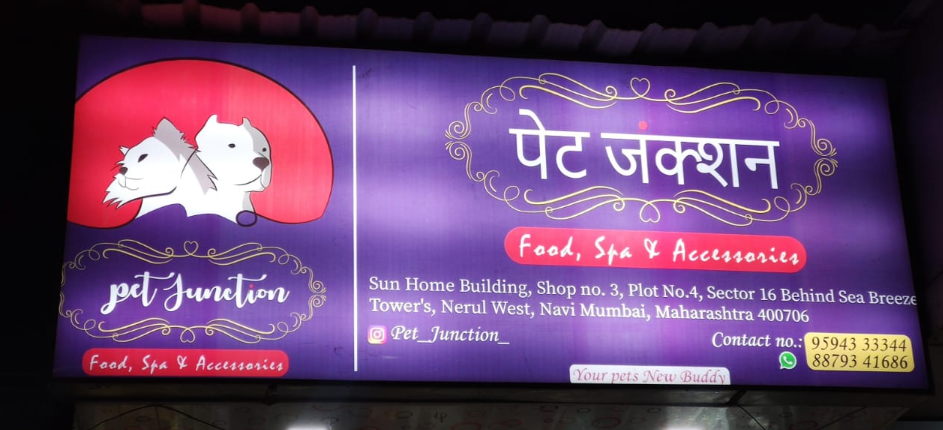 pet Junction
Food, Spa & Accessories
पेट जंक्शन
Food, Spa & Accessories
Sun Home Building, Shop no. 3, Plot No.4, Sector 16 Behind Sea Breeze
Tower's, Nerul West, Navi Mumbai, Maharashtra 400706
Pet_Junction_
Contact no.: 95943 33344
88793 41686
Your pets New Buddy